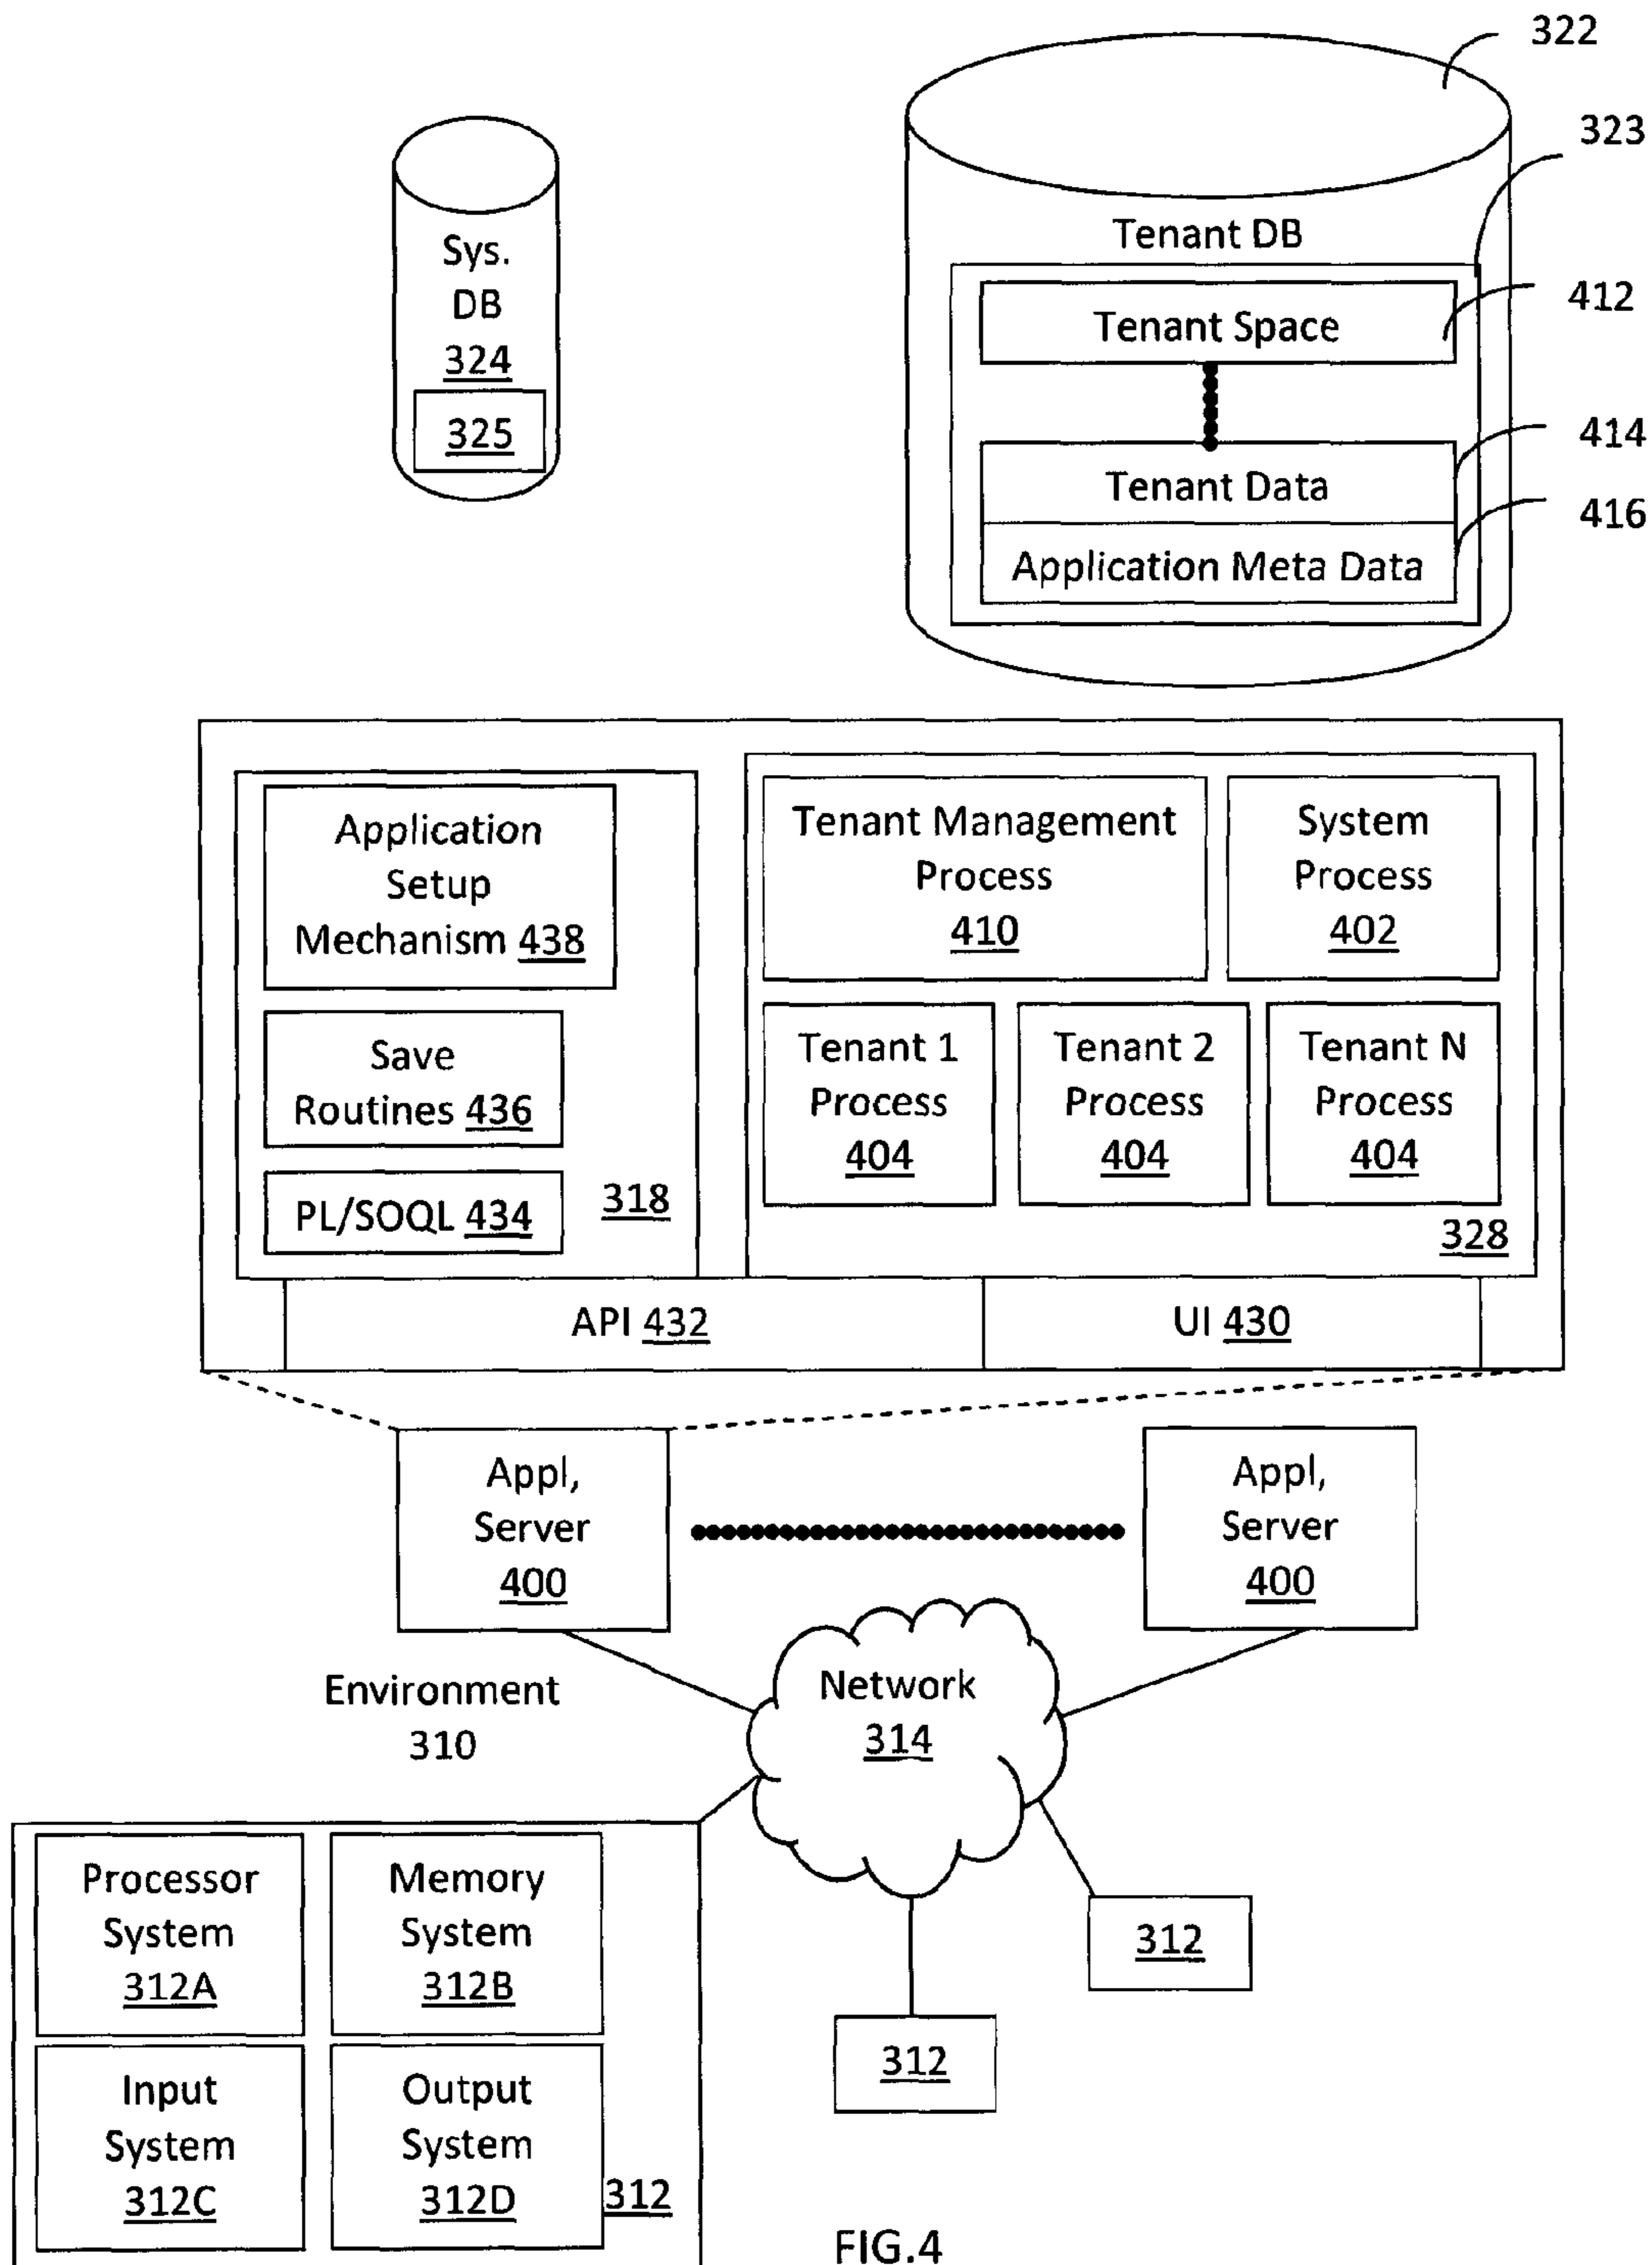 322
323
Tenant DB
Sys.
DB
324
325
412
Tenant Space
414
Tenant Data
416
Application Meta Data
Application
Setup
Mechanism 438
Save
Routines 436
PL/SOQL 434
318
Tenant Management
Process
410
System
Process
402
Tenant 1
Process
404
Tenant 2
Process
404
Tenant N
Process
404
328
API 432
UI 430
Appl,
Server
400
Appl,
Server
400
Environment
310
Network
314
Processor
System
312A
Memory
System
312B
Input
System
312C
Output
System
312D
312
312
312
FIG.4